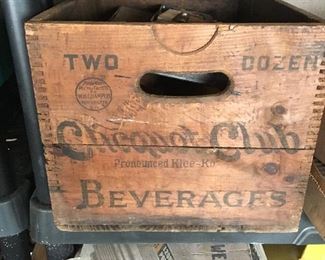 TWO DOZEN
Clicquot Club
Pronounced Klee-Ko
BEVERAGES